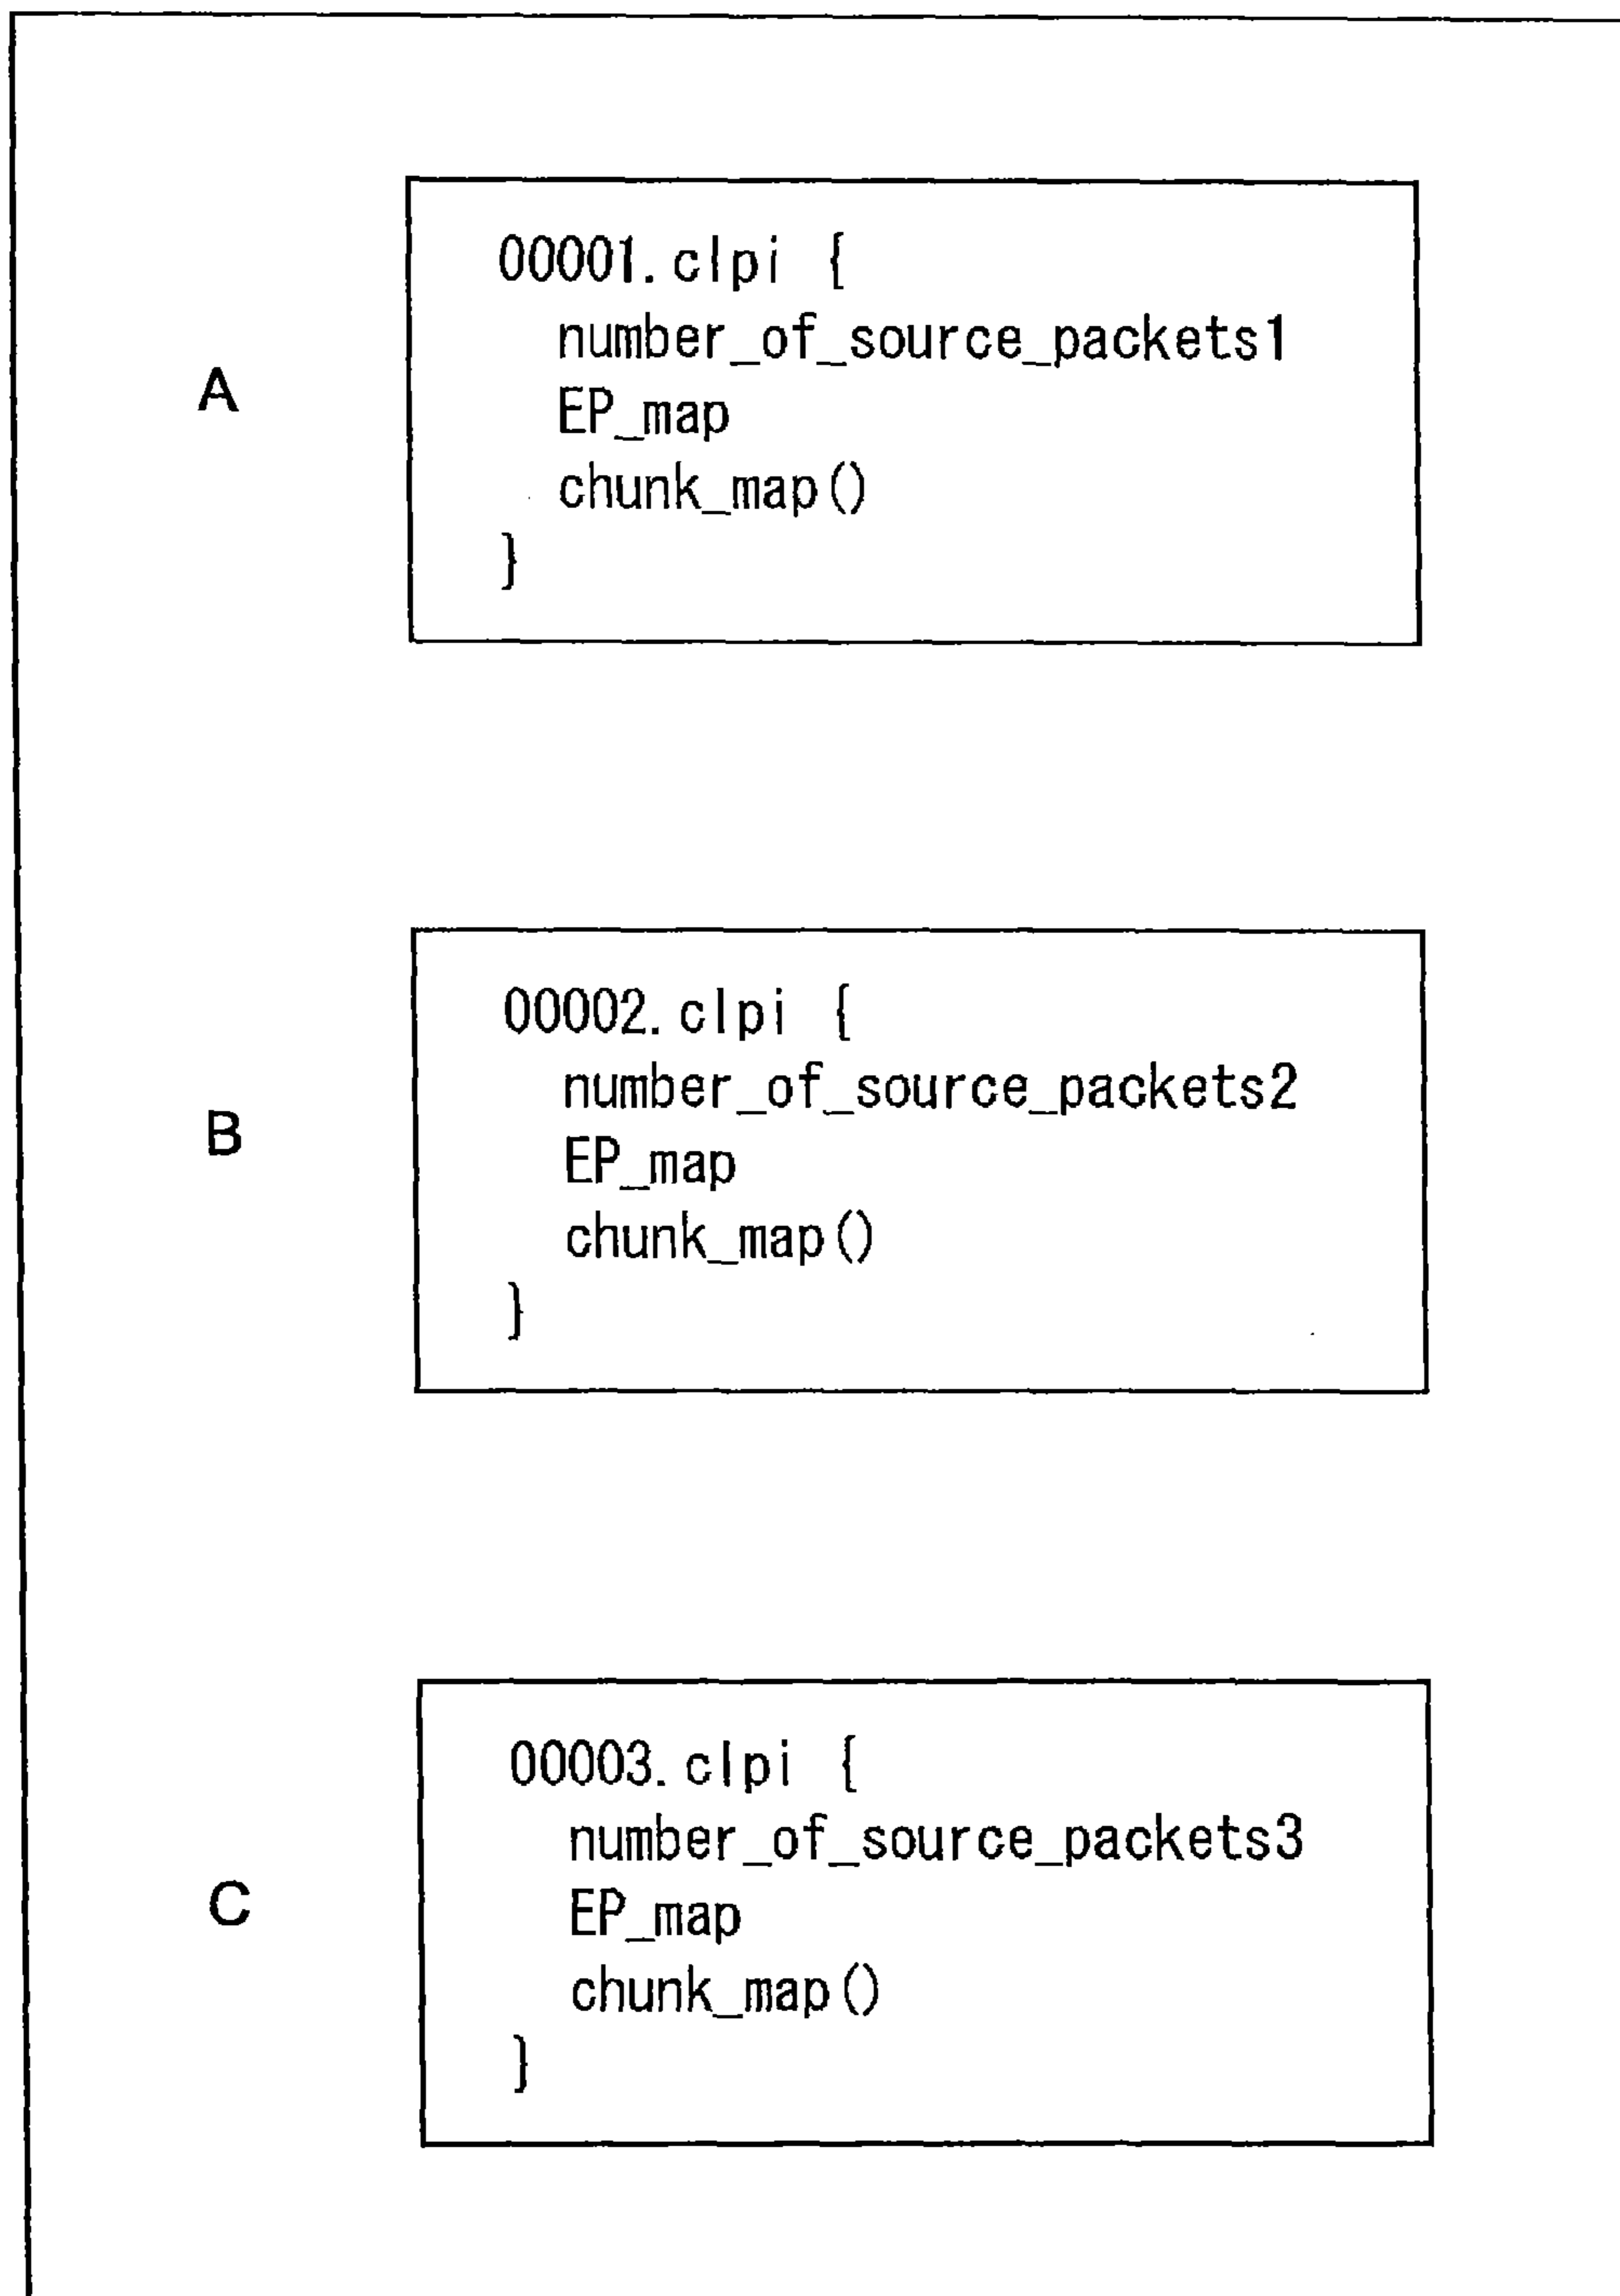 A
00001.clpi {
number_of_source_packets1
EP_map
chunk_map()
}
B
00002.clpi {
number_of_source_packets2
EP_map
chunk_map()
}
C
00003.clpi {
number_of_source_packets3
EP_map
chunk_map()
}